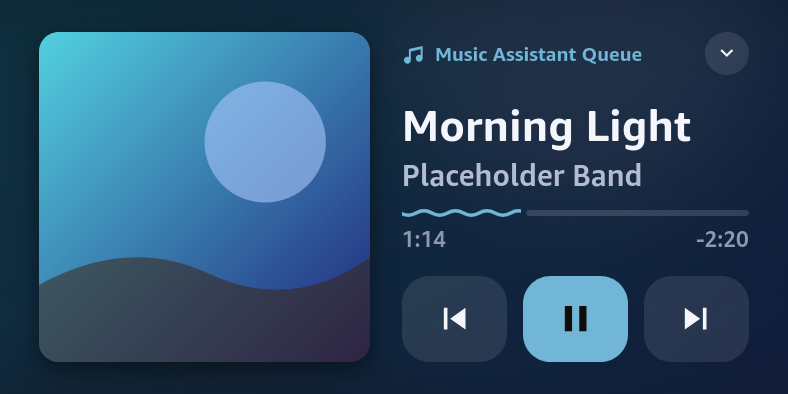 Music Assistant Queue
Morning Light
Placeholder Band
1:14
-2:20